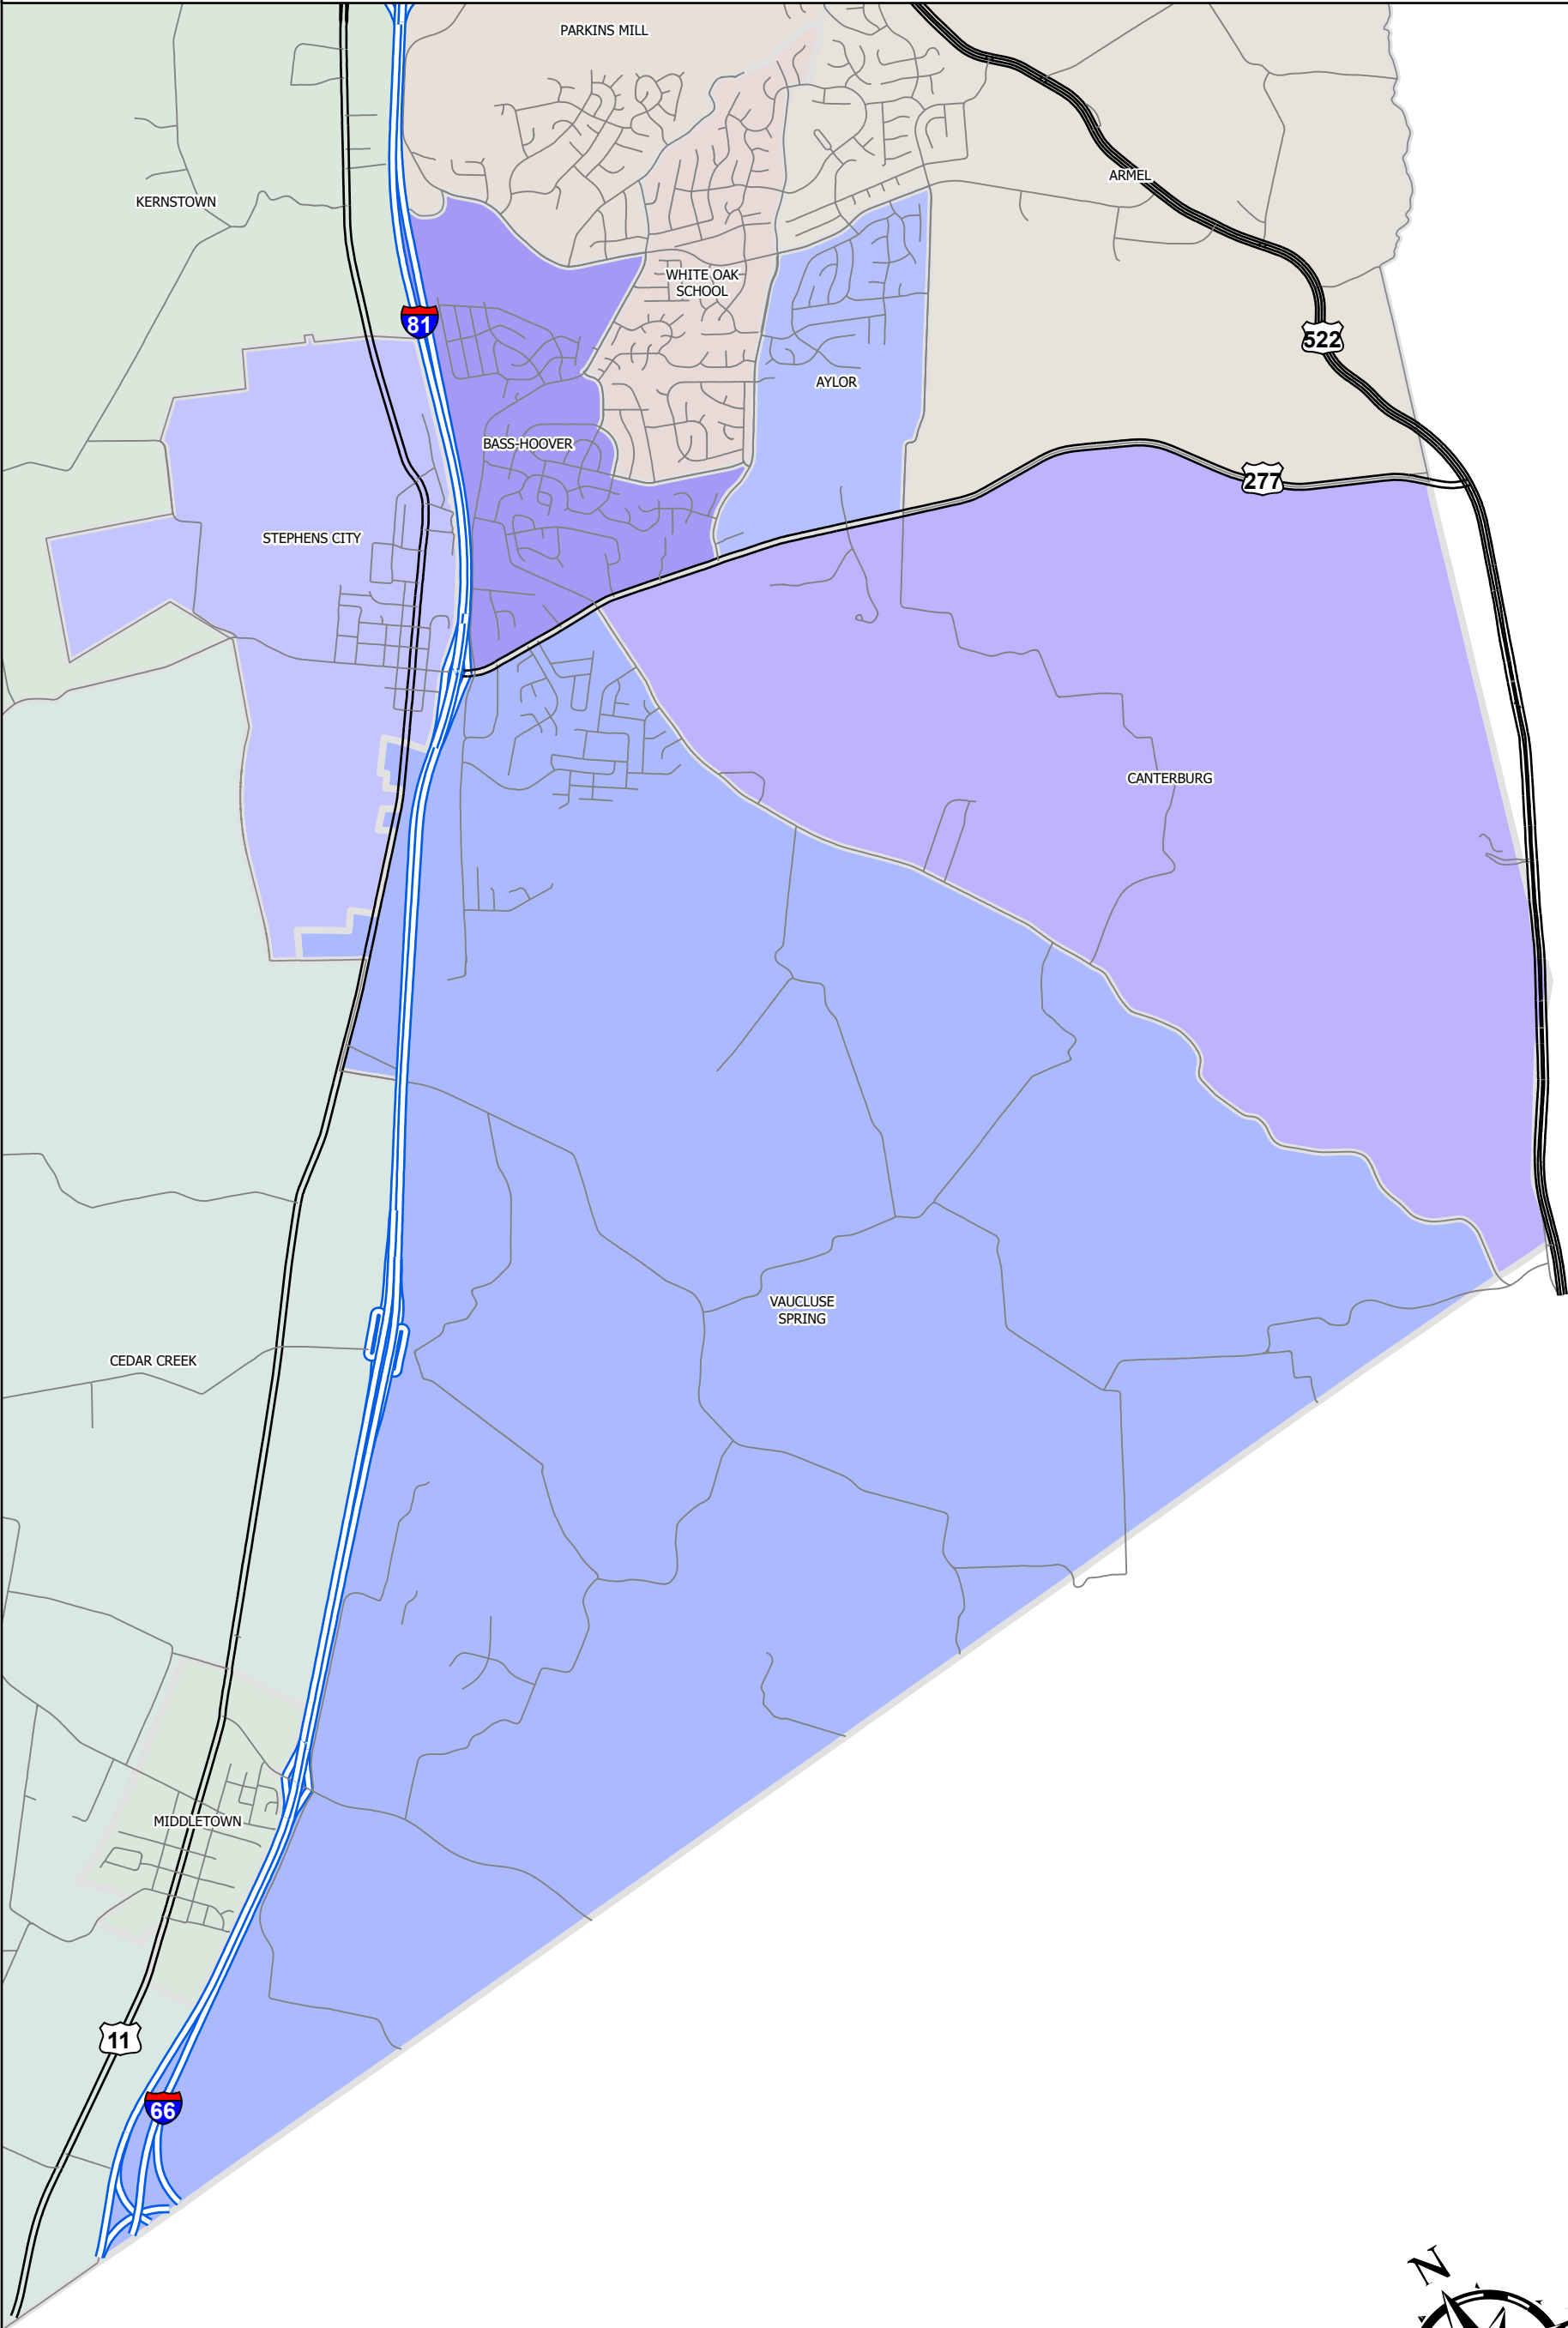 PARKINS MILL
ARMEL
KERNSTOWN
WHITE OAK
SCHOOL
81
522
AYLOR
BASS-HOOVER
277
STEPHENS CITY
CANTERBURG
VAUCLUSE
SPRING
CEDAR CREEK
MIDDLETOWN
11
66
N